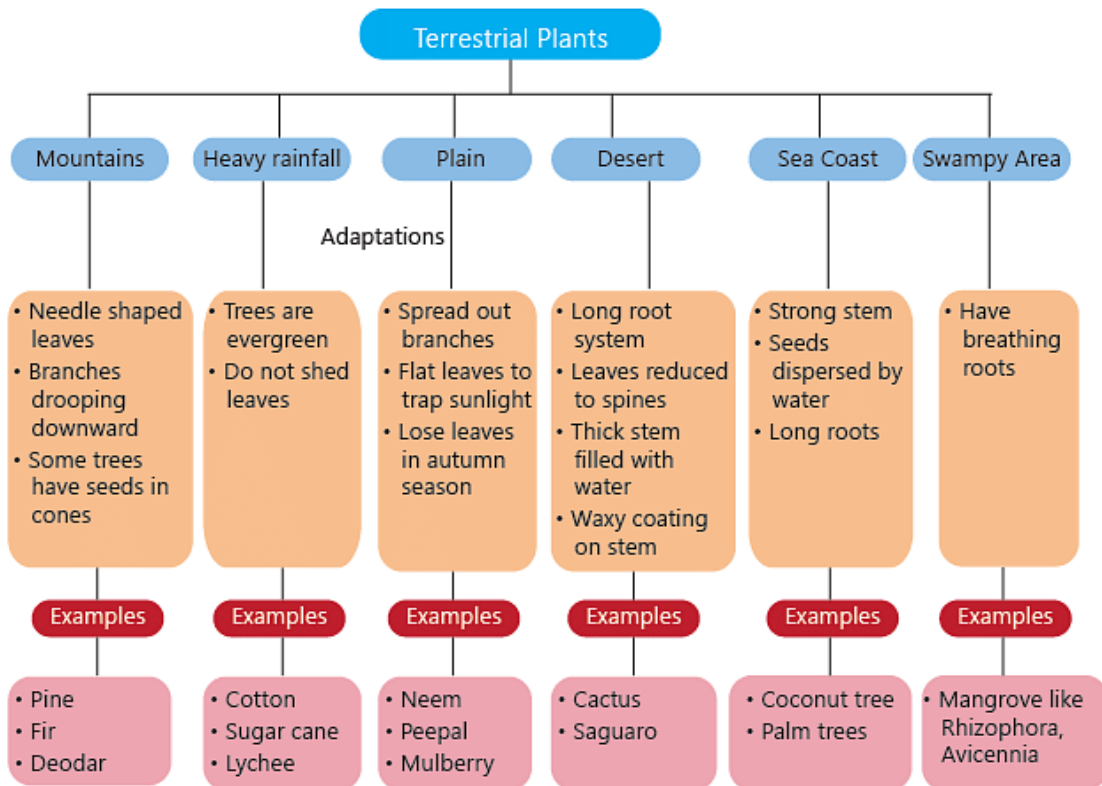 Terrestrial Plants
Mountains
Heavy rainfall
Plain
Desert
Sea Coast
Swampy Area
Adaptations
• Needle shaped
leaves
• Branches
drooping
downward
• Some trees
have seeds in
cones
• Trees are
evergreen
• Do not shed
leaves
• Spread out
branches
• Flat leaves to
trap sunlight
• Lose leaves
in autumn
season
• Long root
system
• Leaves reduced
to spines
• Thick stem
filled with
water
• Waxy coating
on stem
• Strong stem
• Seeds
dispersed by
water
• Long roots
• Have
breathing
roots
Examples
Examples
Examples
Examples
Examples
Examples
• Pine
• Fir
• Deodar
• Cotton
• Sugar cane
• Lychee
• Neem
• Peepal
• Mulberry
• Cactus
• Saguaro
• Coconut tree
• Palm trees
• Mangrove like
Rhizophora,
Avicennia